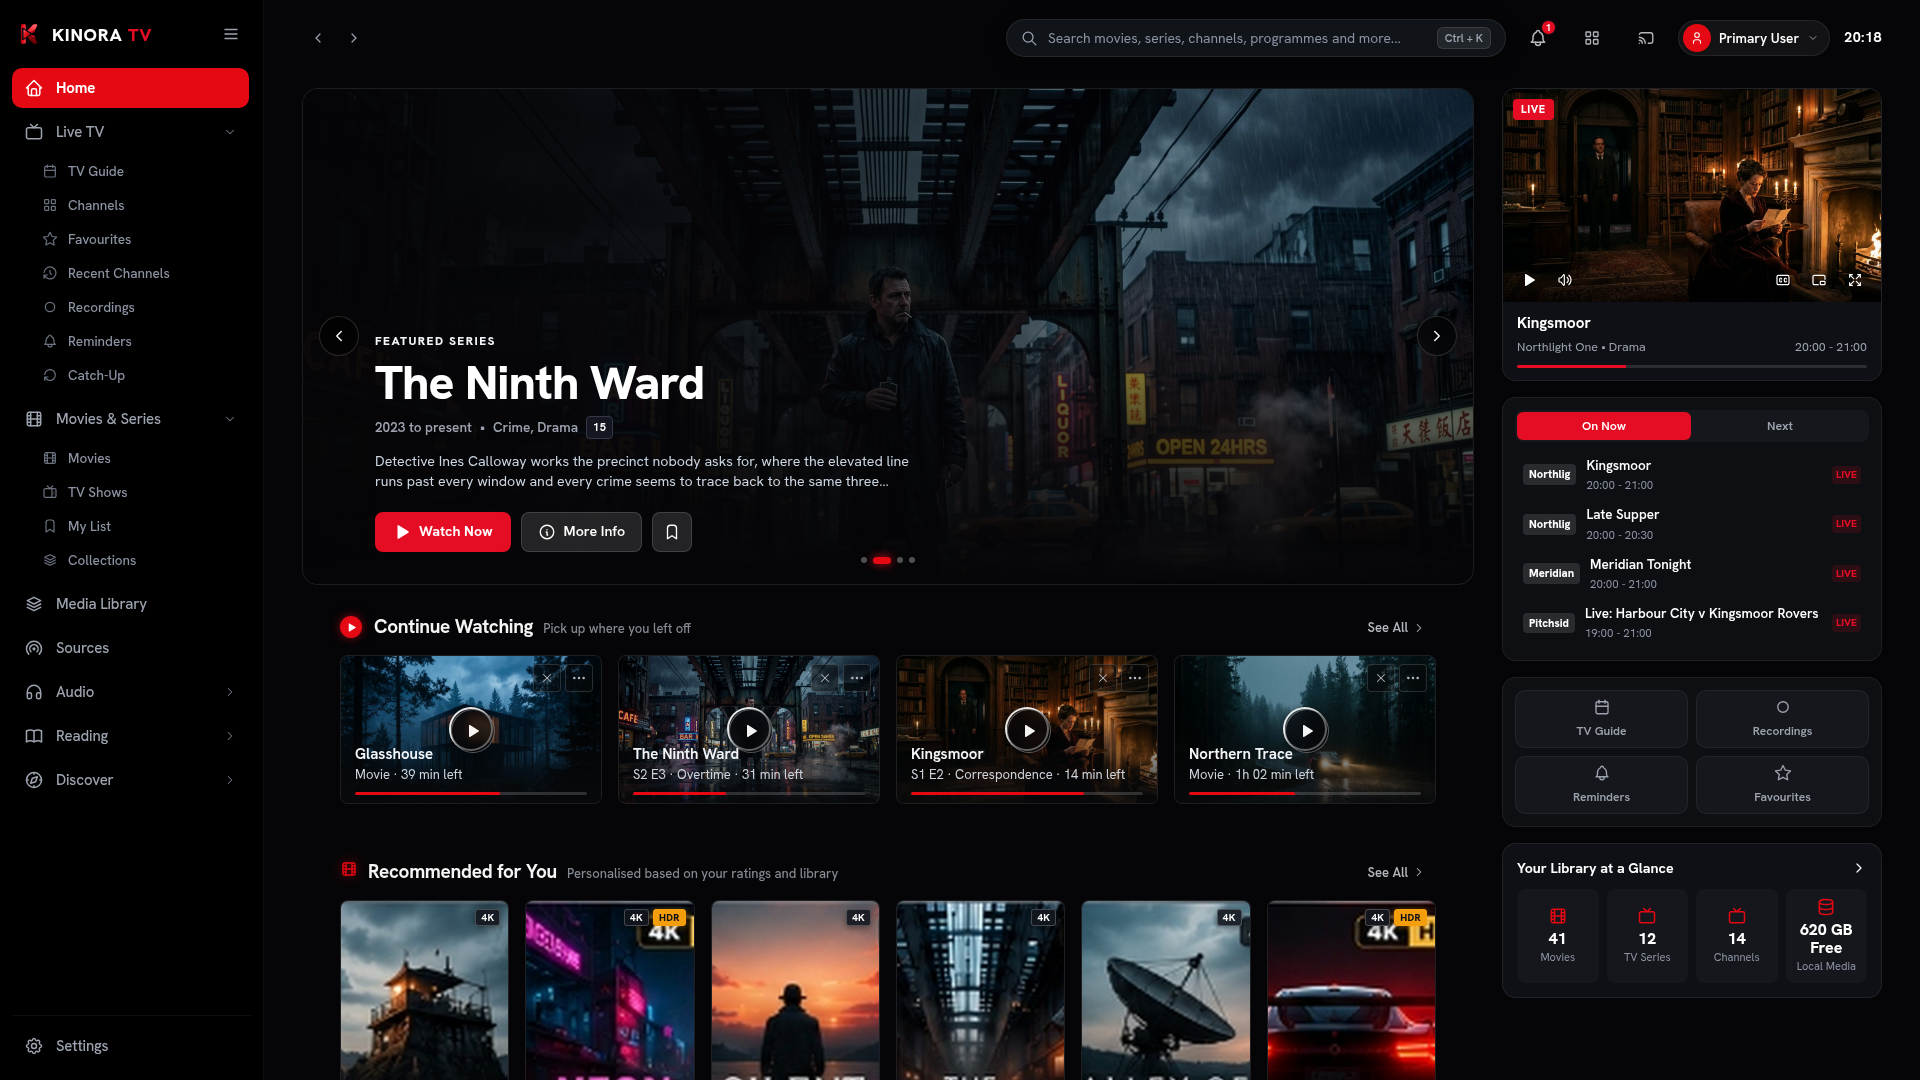 KINORA TV
Home
Live TV
TV Guide
Channels
Favourites
Recent Channels
Recordings
Reminders
Catch-Up
Movies & Series
Movies
TV Shows
My List
Collections
Media Library
Sources
Audio
Reading
Discover
Settings
Search movies, series, channels, programmes and more...
Ctrl + K
1
Primary User
20:18
FEATURED SERIES
The Ninth Ward
2023 to present • Crime, Drama 15
Detective Ines Calloway works the precinct nobody asks for, where the elevated line
runs past every window and every crime seems to trace back to the same three...
Watch Now
More Info
LIQUOR
OPEN 24HRS
Continue Watching Pick up where you left off
See All
Glasshouse
Movie · 39 min left
CAFE
BAR
The Ninth Ward
S2 E3 · Overtime · 31 min left
Kingsmoor
S1 E2 · Correspondence · 14 min left
Northern Trace
Movie · 1h 02 min left
Recommended for You Personalised based on your ratings and library
See All
4K
4K HDR
4K
4K
4K
4K
4K HDR
4K
LIVE
Kingsmoor
Northlight One • Drama
20:00 - 21:00
On Now
Next
Northlig
Kingsmoor
20:00 - 21:00
LIVE
Northlig
Late Supper
20:00 - 20:30
LIVE
Meridian
Meridian Tonight
20:00 - 21:00
LIVE
Pitchsid
Live: Harbour City v Kingsmoor Rovers
19:00 - 21:00
LIVE
TV Guide
Recordings
Reminders
Favourites
Your Library at a Glance
41
Movies
12
TV Series
14
Channels
620 GB
Free
Local Media